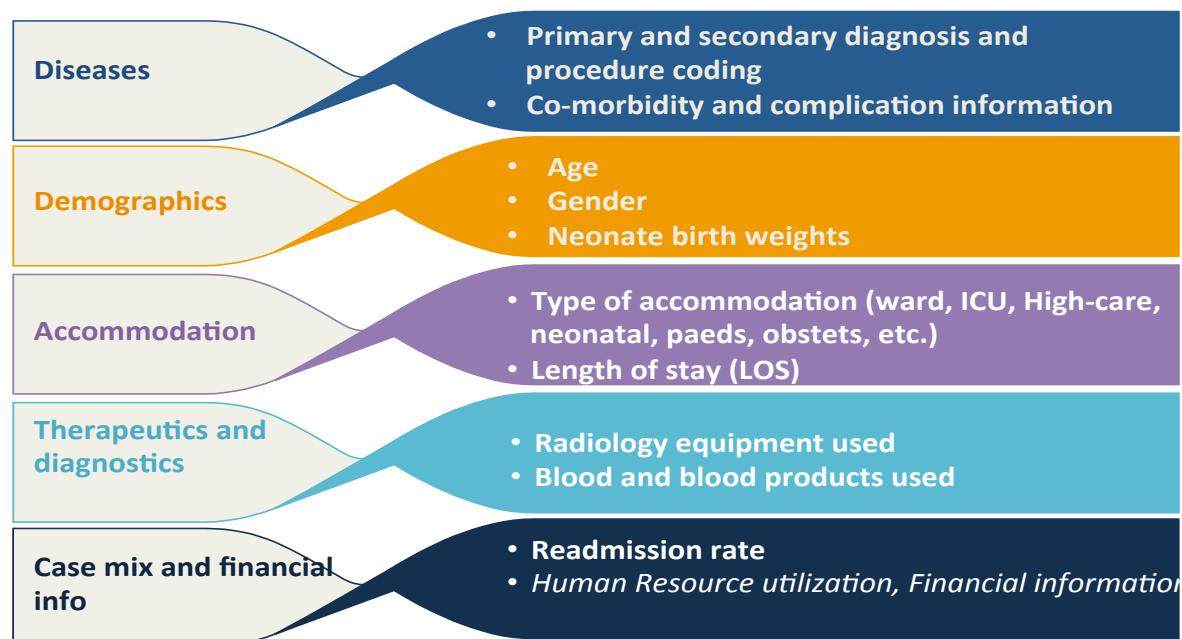 Diseases
• Primary and secondary diagnosis and
procedure coding
• Co-morbidity and complication information
Demographics
• Age
• Gender
• Neonate birth weights
Accommodation
• Type of accommodation (ward, ICU, High-care,
neonatal, paeds, obstets, etc.)
• Length of stay (LOS)
Therapeutics and
diagnostics
• Radiology equipment used
• Blood and blood products used
Case mix and financial
info
• Readmission rate
• Human Resource utilization, Financial information